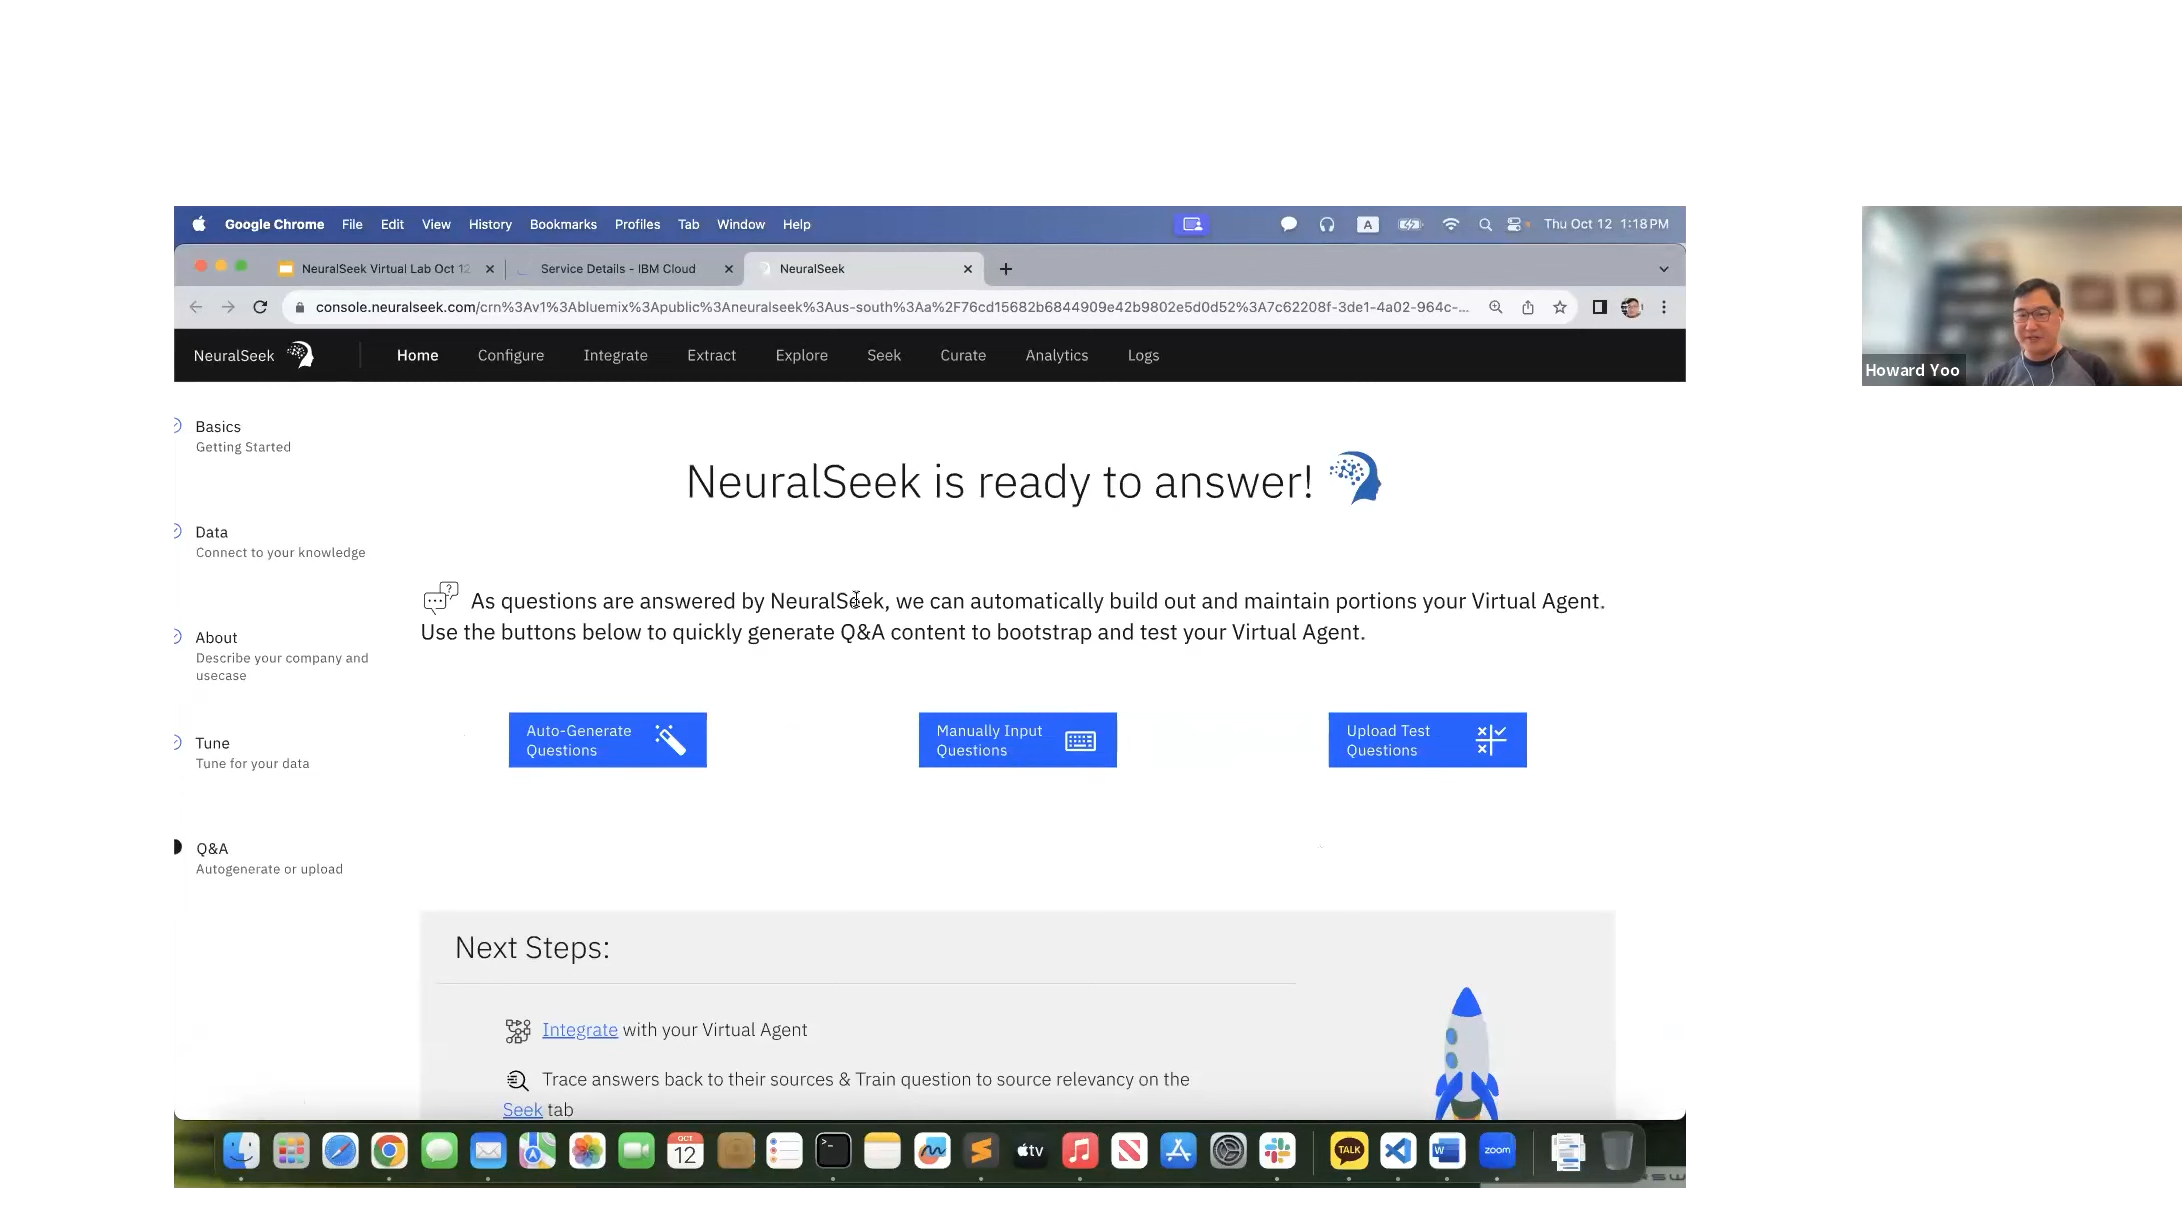 Google Chrome File Edit View History Bookmarks Profiles Tab Window Help A Thu Oct 12 1:18 PM
NeuralSeek Virtual Lab Oct 12 Service Details - IBM Cloud NeuralSeek
console.neuralseek.com/crn%3Av1%3Abluemix%3Apublic%3Aneuralseek%3Aus-south%3Aa%2F76cd15682b6844909e42b9802e5d0d52%3A7c62208f-3de1-4a02-964c-...
NeuralSeek Home Configure Integrate Extract Explore Seek Curate Analytics Logs
Howard Yoo
Basics
Getting Started
Data
Connect to your knowledge
About
Describe your company and
usecase
Tune
Tune for your data
Q&A
Autogenerate or upload
NeuralSeek is ready to answer!
As questions are answered by NeuralSeek, we can automatically build out and maintain portions your Virtual Agent.
Use the buttons below to quickly generate Q&A content to bootstrap and test your Virtual Agent.
Auto-Generate
Questions
Manually Input
Questions
Upload Test
Questions
Next Steps:
Integrate with your Virtual Agent
Trace answers back to their sources & Train question to source relevancy on the
Seek tab
OCT
12
tv
TALK
W
zoom